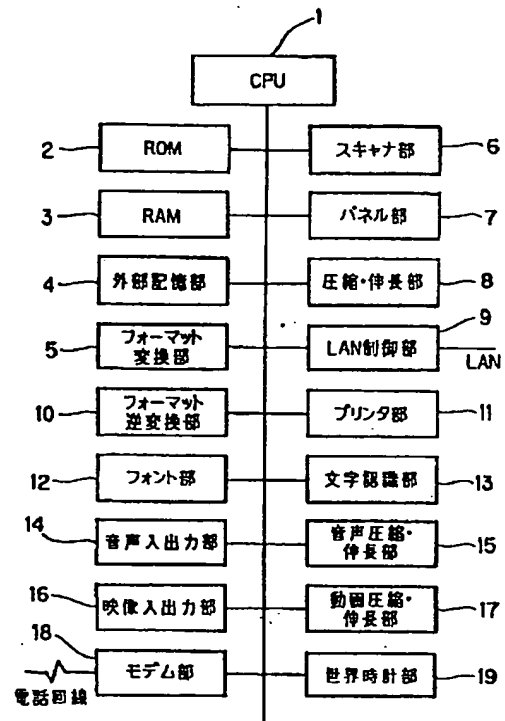 1
CPU
2
ROM
スキャナ部
6
3
RAM
パネル部
7
4
外部記憶部
圧縮・伸長部
8
5
フォーマット
変換部
LAN制御部
9
LAN
10
フォーマット
逆変換部
プリンタ部
11
12
フォント部
文字認識部
13
14
音声入出力部
音声圧縮・
伸長部
15
16
映像入出力部
動画圧縮・
伸長部
17
18
モデム部
電話回線
世界時計部
19